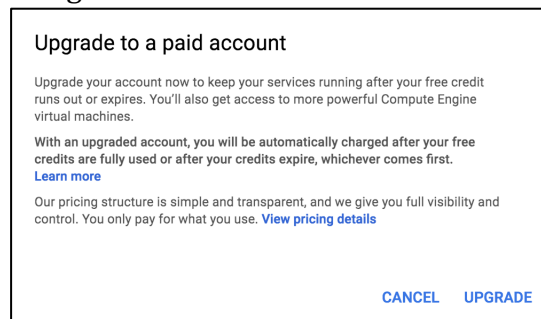 Upgrade to a paid account
Upgrade your account now to keep your services running after your free credit
runs out or expires. You'll also get access to more powerful Compute Engine
virtual machines.
With an upgraded account, you will be automatically charged after your free
credits are fully used or after your credits expire, whichever comes first.
Learn more
Our pricing structure is simple and transparent, and we give you full visibility and
control. You only pay for what you use. View pricing details
CANCEL UPGRADE